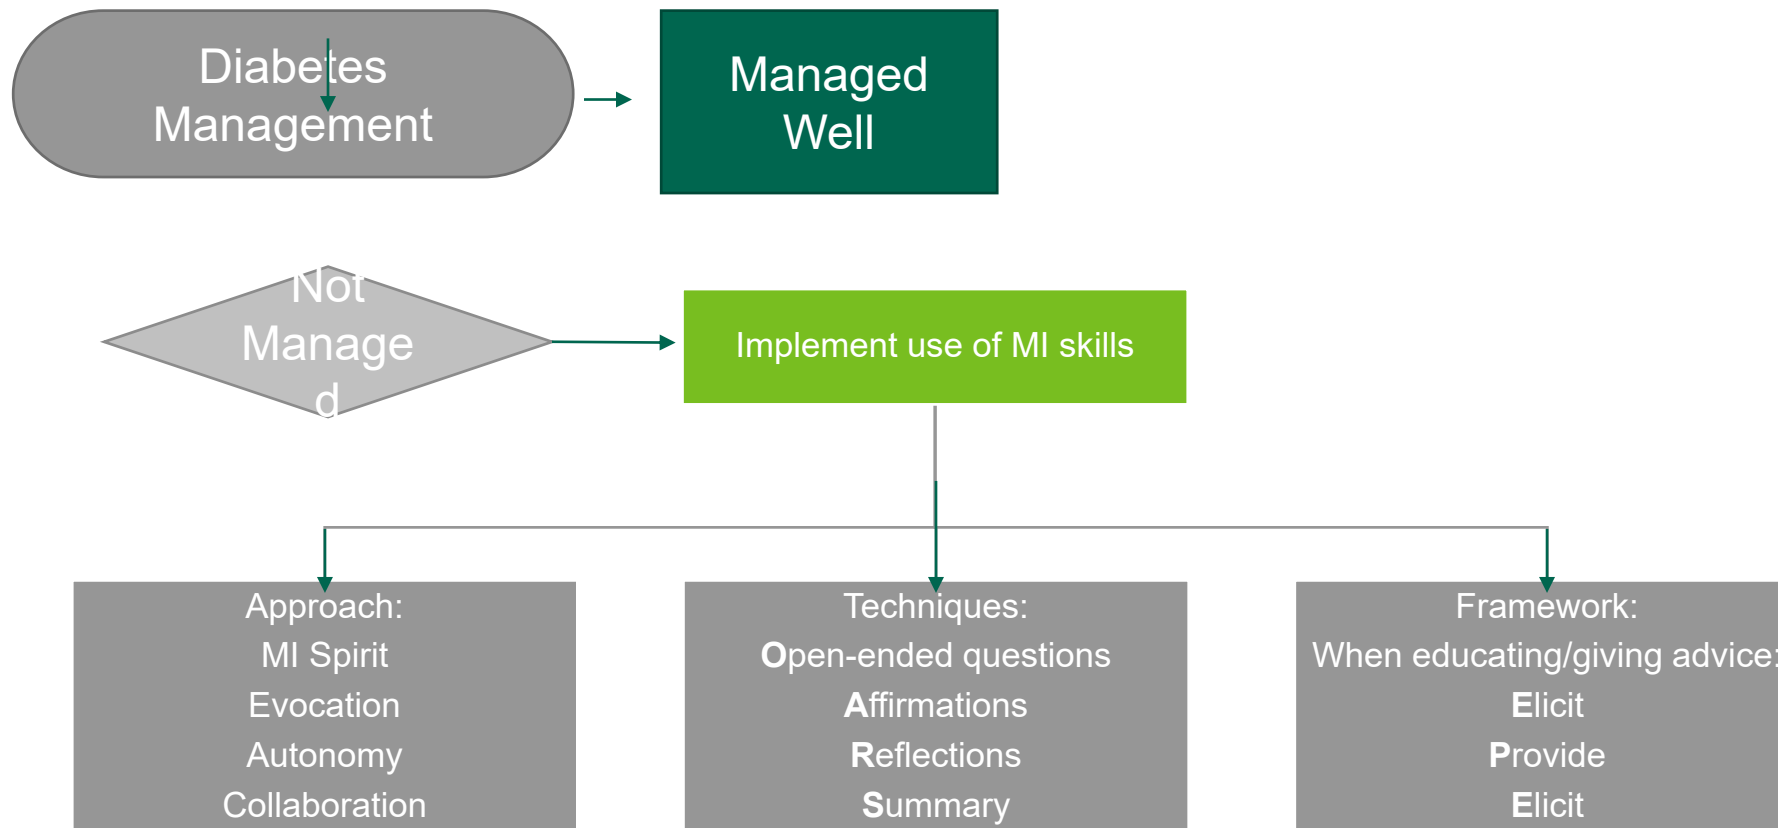 Diabetes
Management
Managed
Well
Not
Manage
d
Implement use of MI skills
Approach:
MI Spirit
Evocation
Autonomy
Collaboration
Techniques:
Open-ended questions
Affirmations
Reflections
Summary
Framework:
When educating/giving advice:
Elicit
Provide
Elicit